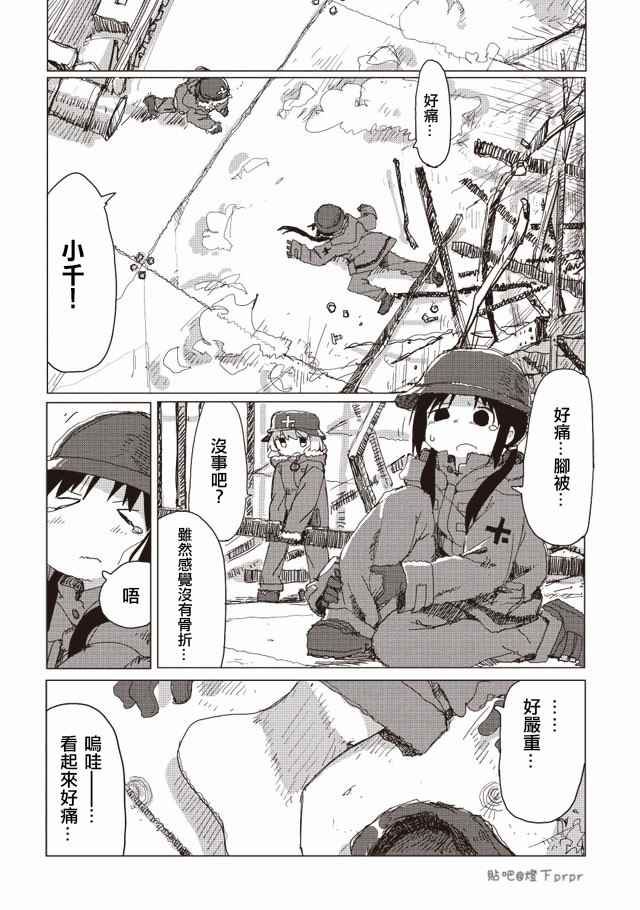 好痛…
小千！
好痛…腳被…
沒事吧？
雖然感覺沒有骨折…
唔
……
好嚴重…
嗚哇——…
看起來好痛…
貼吧@燈下prpr